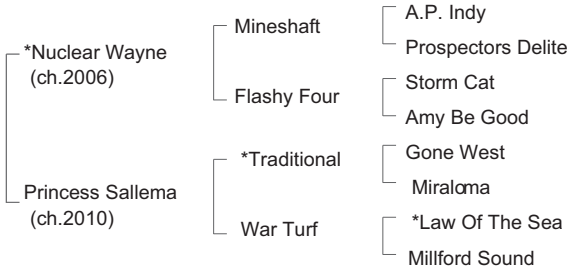 A.P. Indy
Mineshaft
Prospectors Delite
*Nuclear Wayne
(ch.2006)
Storm Cat
Flashy Four
Amy Be Good
Gone West
*Traditional
Miraloma
Princess Sallema
(ch.2010)
*Law Of The Sea
War Turf
Millford Sound